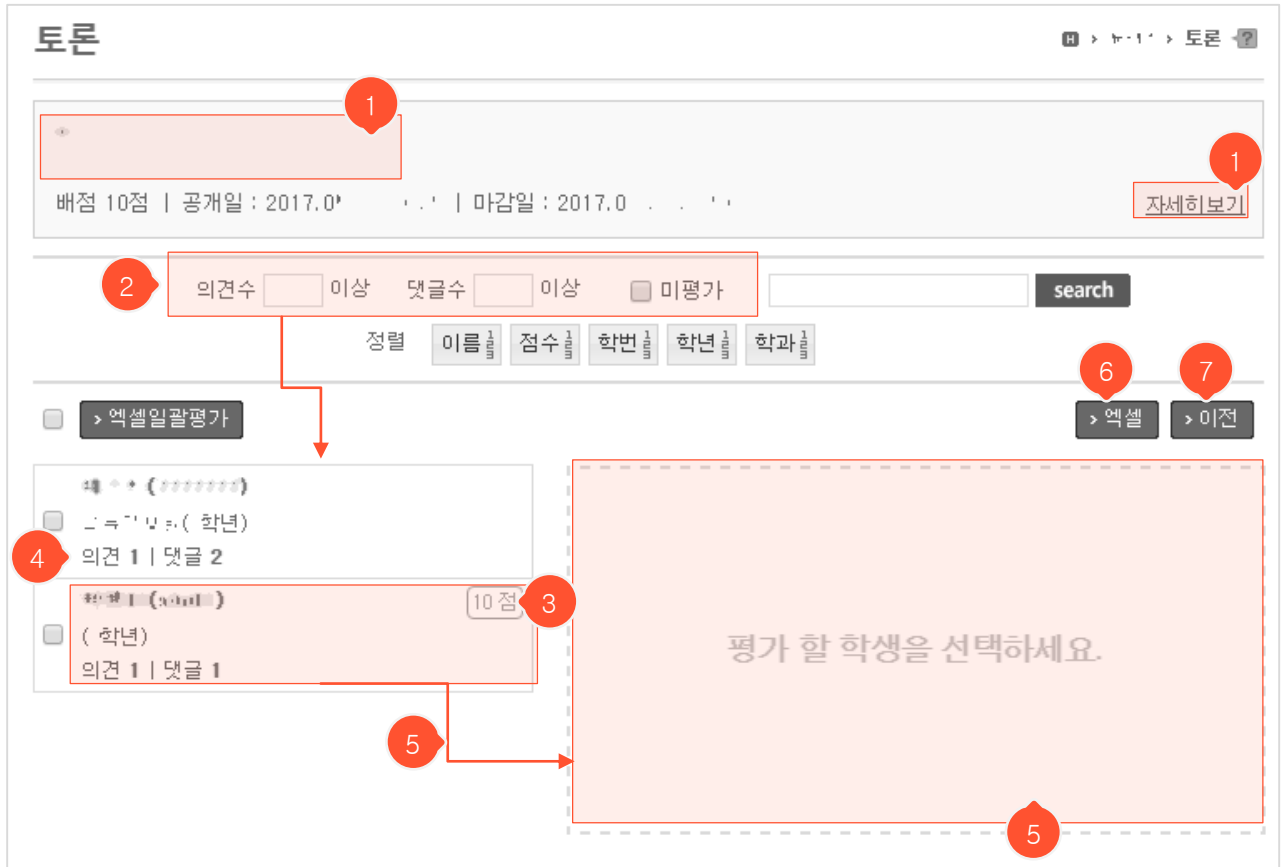 토론
H > > 토론 ?
1
배점 10점 | 공개일 : 2017.0 | 마감일 : 2017.0
1
자세히보기
2
의견수 이상 댓글수 이상 미평가 search
정렬 이름 점수 학번 학년 학과
6 7
> 엑셀일괄평가 > 엑셀 > 이전
( 학년)
4
의견 1 | 댓글 2
10 점 3
( 학년)
의견 1 | 댓글 1
평가 할 학생을 선택하세요.
5
5